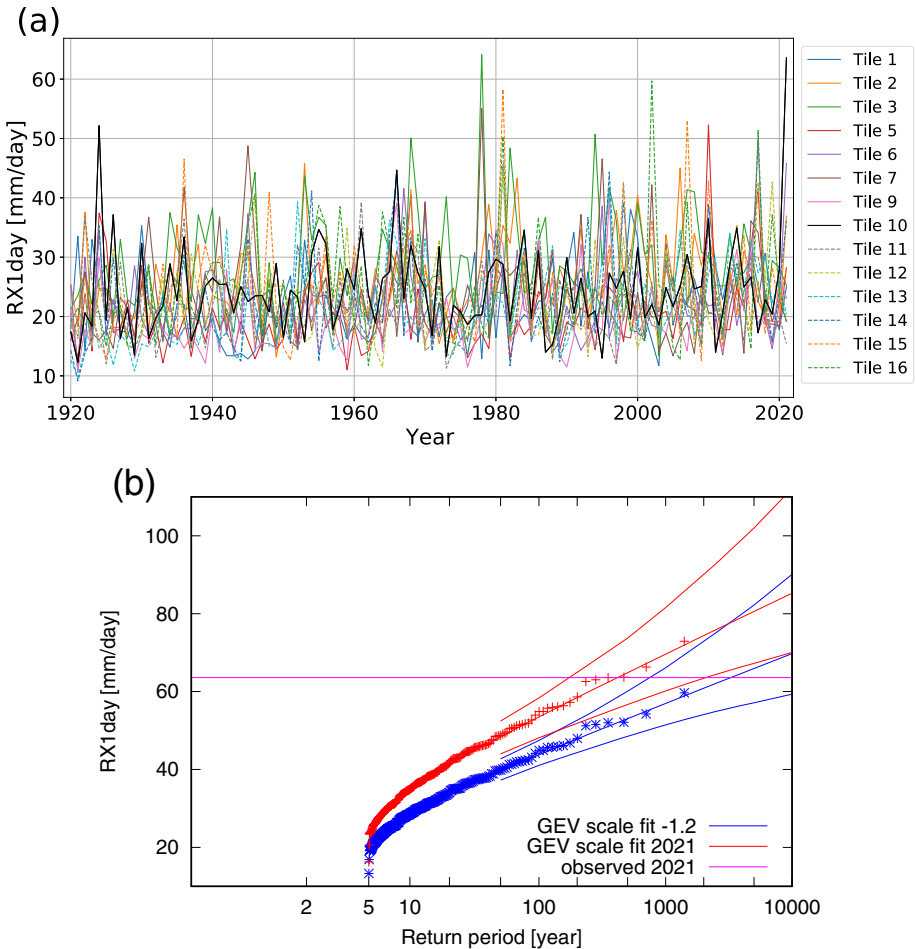 (a)
RX1day [mm/day]
60
50
40
30
20
10
1920
1940
1960
1980
2000
2020
Year
Tile 1
Tile 2
Tile 3
Tile 5
Tile 6
Tile 7
Tile 9
Tile 10
Tile 11
Tile 12
Tile 13
Tile 14
Tile 15
Tile 16
(b)
RX1day [mm/day]
100
80
60
40
20
GEV scale fit -1.2
GEV scale fit 2021
observed 2021
2
5
10
100
1000
10000
Return period [year]